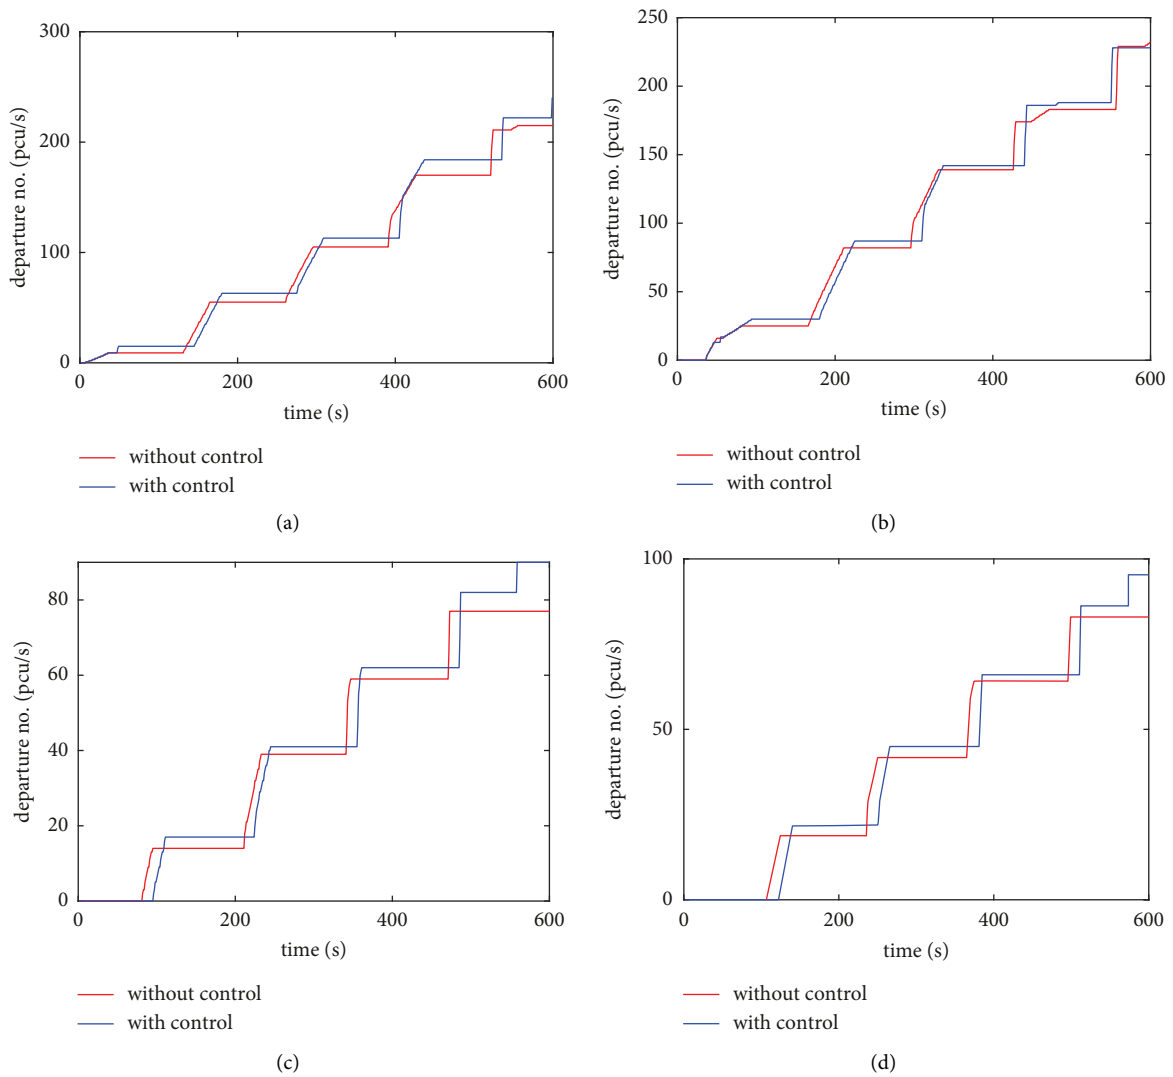 300
200
100
0
departure no. (pcu/s)
0 200 400 600
time (s)
without control
with control
(a)
250
200
150
100
50
0
departure no. (pcu/s)
0 200 400 600
time (s)
without control
with control
(b)
80
60
40
20
0
departure no. (pcu/s)
0 200 400 600
time (s)
without control
with control
(c)
100
50
0
departure no. (pcu/s)
0 200 400 600
time (s)
without control
with control
(d)